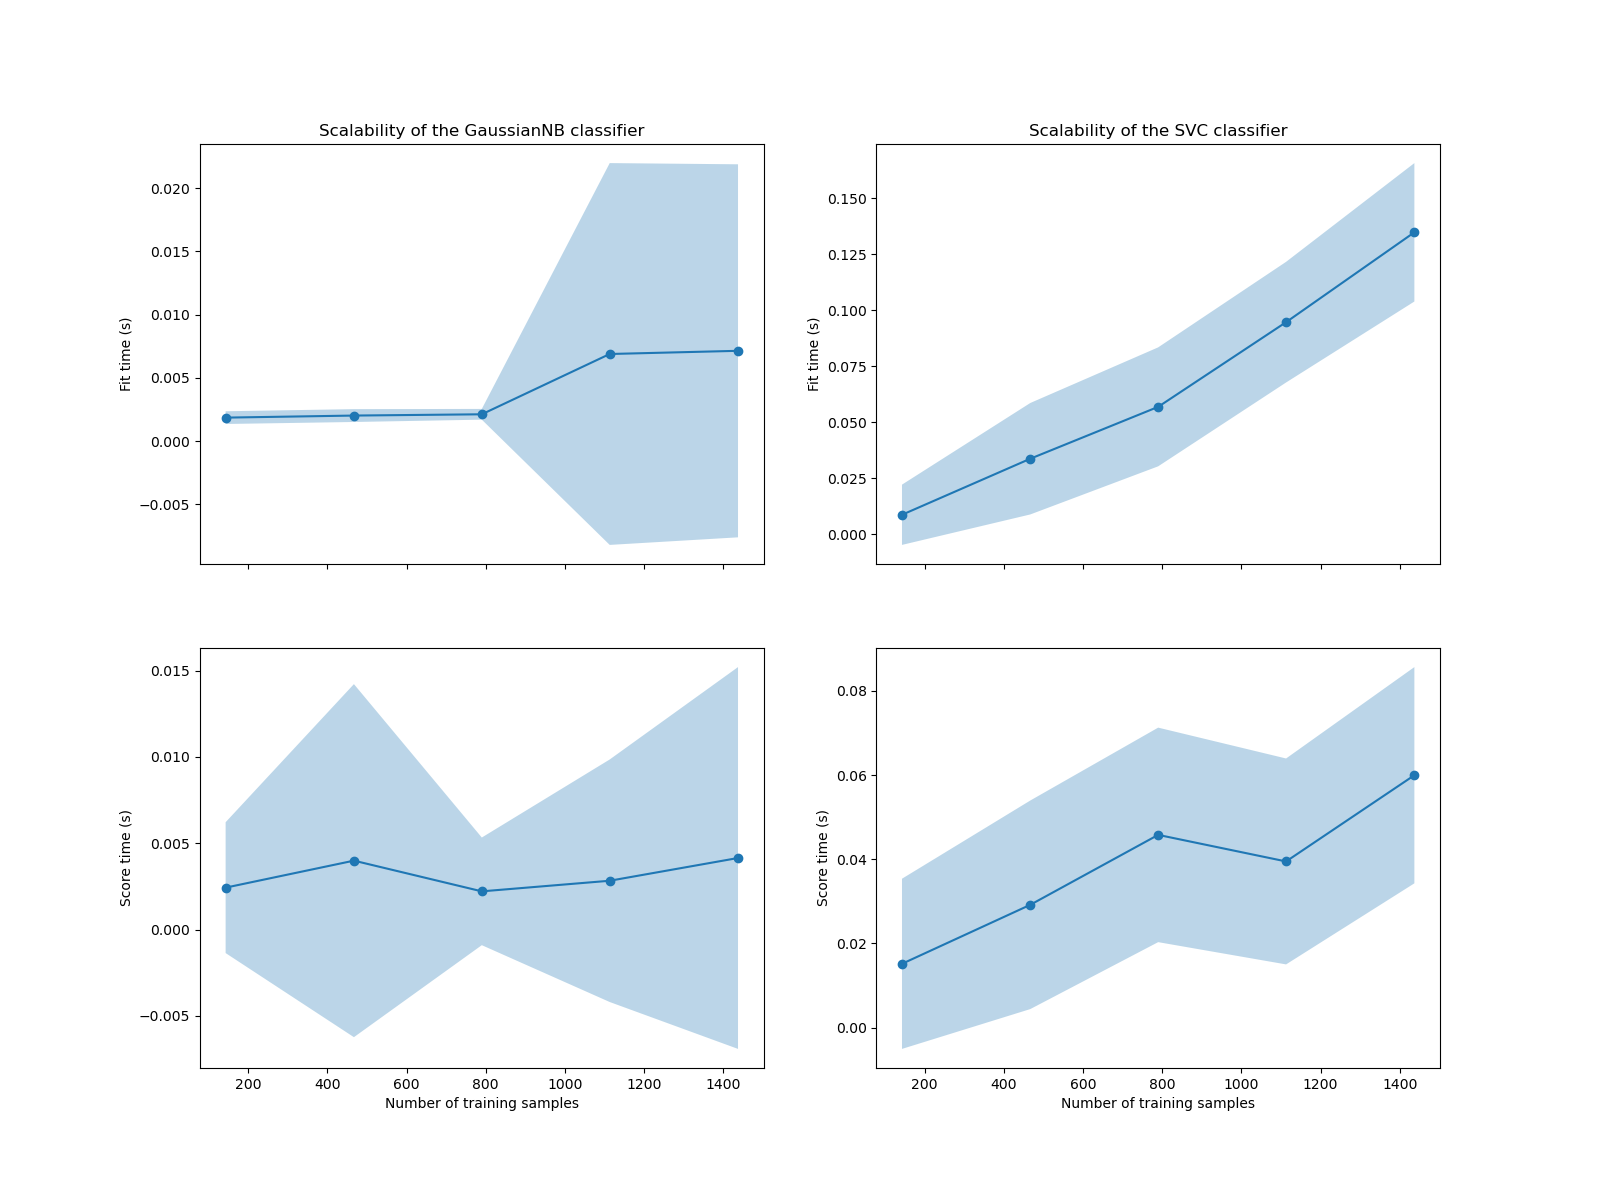 Scalability of the GaussianNB classifier
Fit time (s)
0.020
0.015
0.010
0.005
0.000
−0.005
Scalability of the SVC classifier
Fit time (s)
0.150
0.125
0.100
0.075
0.050
0.025
0.000
Score time (s)
0.015
0.010
0.005
0.000
−0.005
200 400 600 800 1000 1200 1400
Number of training samples
Score time (s)
0.08
0.06
0.04
0.02
0.00
200 400 600 800 1000 1200 1400
Number of training samples